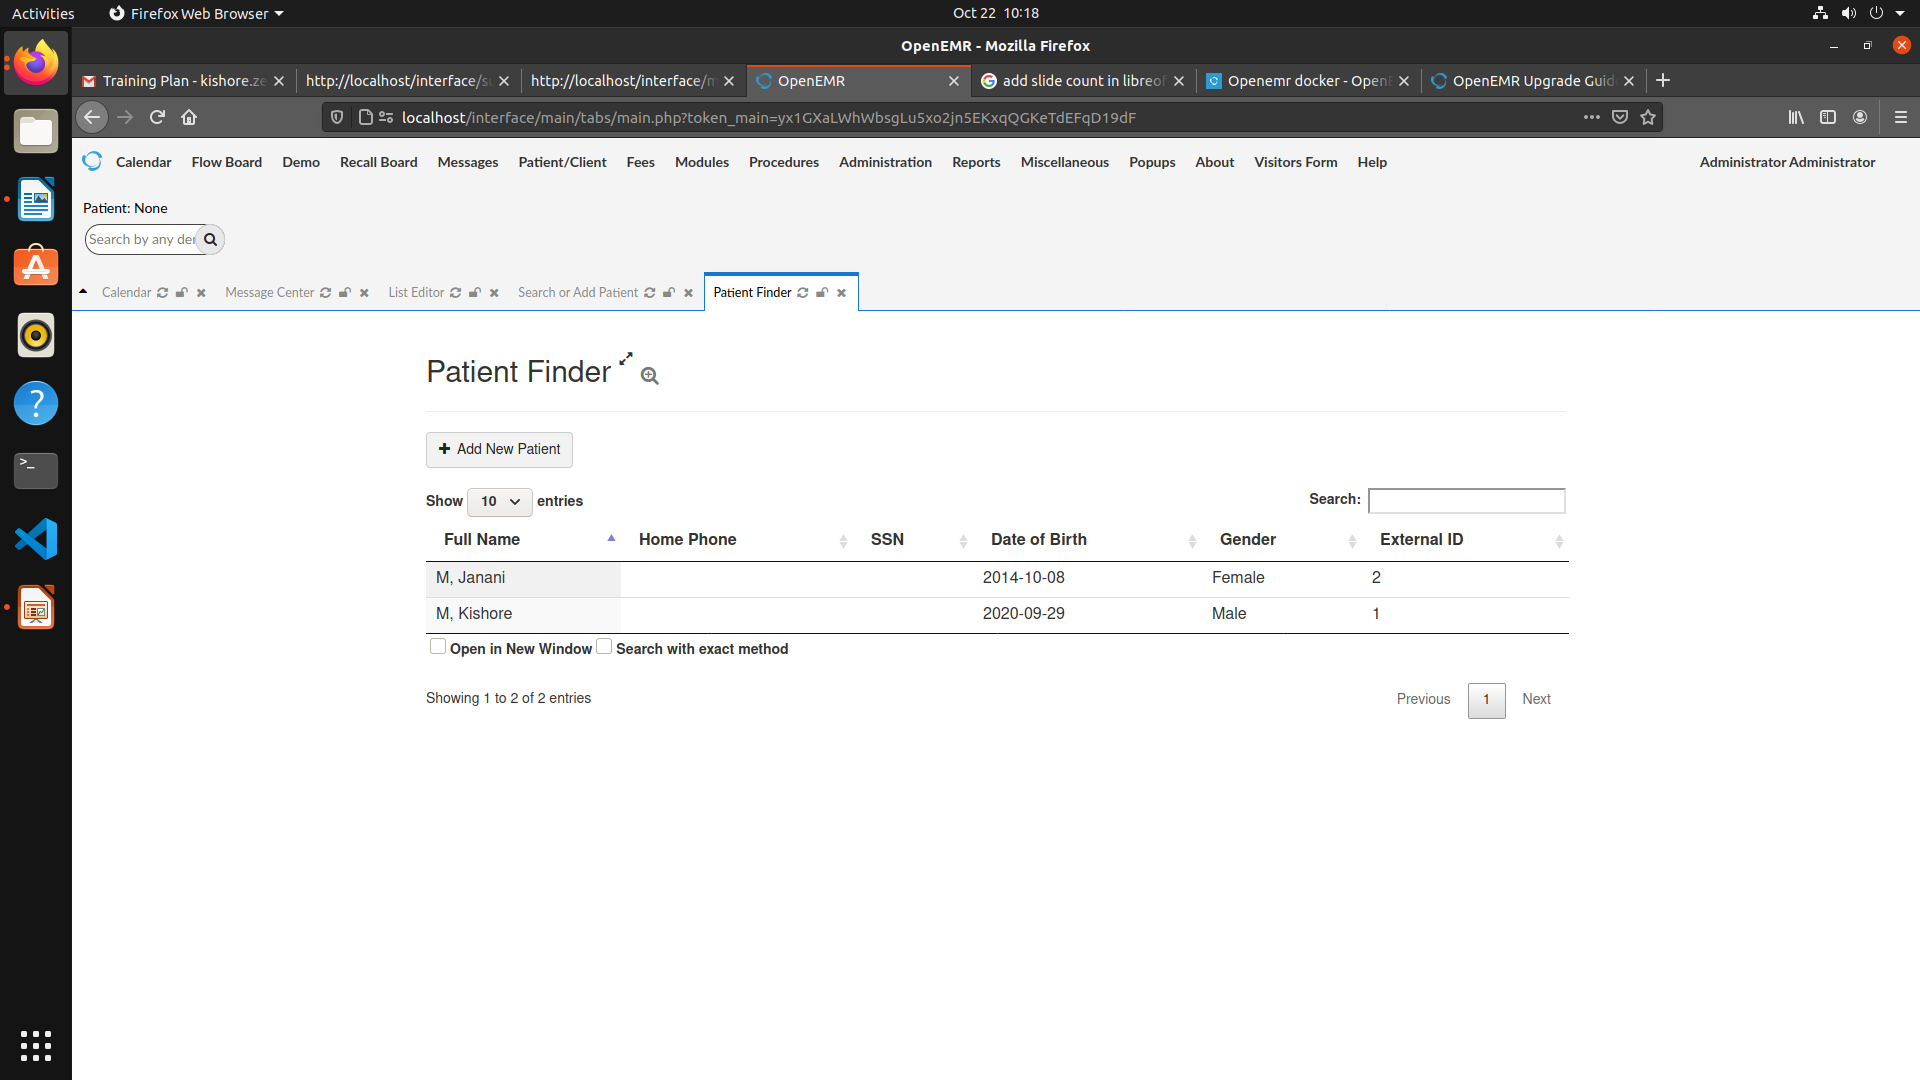 Activities Firefox Web Browser Oct 22 10:18
OpenEMR - Mozilla Firefox
Training Plan - kishore.ze http://localhost/interface/s http://localhost/interface/m OpenEMR add slide count in libreof Openemr docker - OpenE OpenEMR Upgrade Guid
localhost/interface/main/tabs/main.php?token_main=yx1GXaLWhWbsgLu5xo2jn5EKxqQGKeTdEFqD19dF
Calendar Flow Board Demo Recall Board Messages Patient/Client Fees Modules Procedures Administration Reports Miscellaneous Popups About Visitors Form Help Administrator Administrator
Patient: None
Search by any der
Calendar Message Center List Editor Search or Add Patient Patient Finder
Patient Finder
Add New Patient
Show 10 entries Search:
Full Name Home Phone SSN Date of Birth Gender External ID
M, Janani 2014-10-08 Female 2
M, Kishore 2020-09-29 Male 1
Open in New Window Search with exact method
Showing 1 to 2 of 2 entries Previous 1 Next